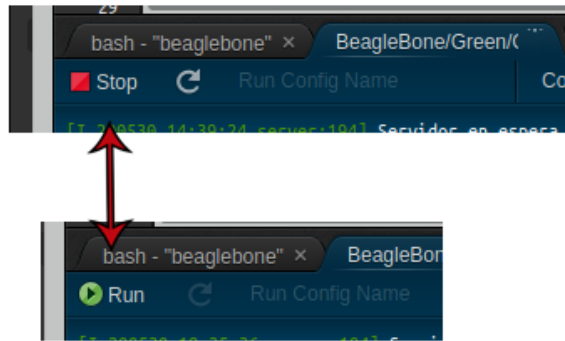 29
bash - "beaglebone" × BeagleBone/Green/
Stop Run Config Name Co
14:39:24 server:194] Servidor en espera
bash - "beaglebone" × BeagleBon
Run Run Config Name